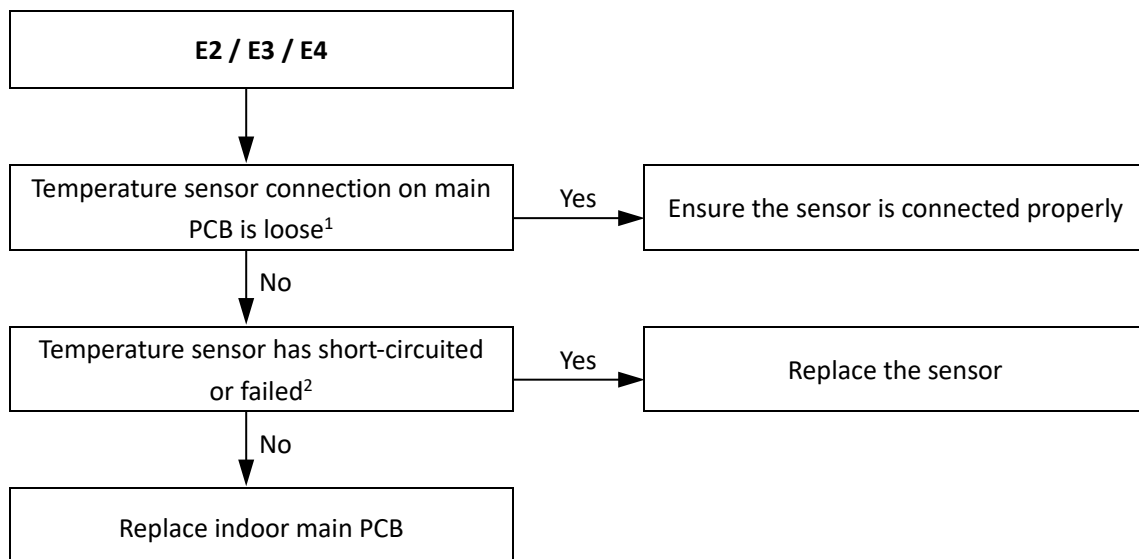 E2 / E3 / E4
Temperature sensor connection on main
PCB is loose¹
Yes
Ensure the sensor is connected properly
No
Temperature sensor has short-circuited
or failed²
Yes
Replace the sensor
No
Replace indoor main PCB